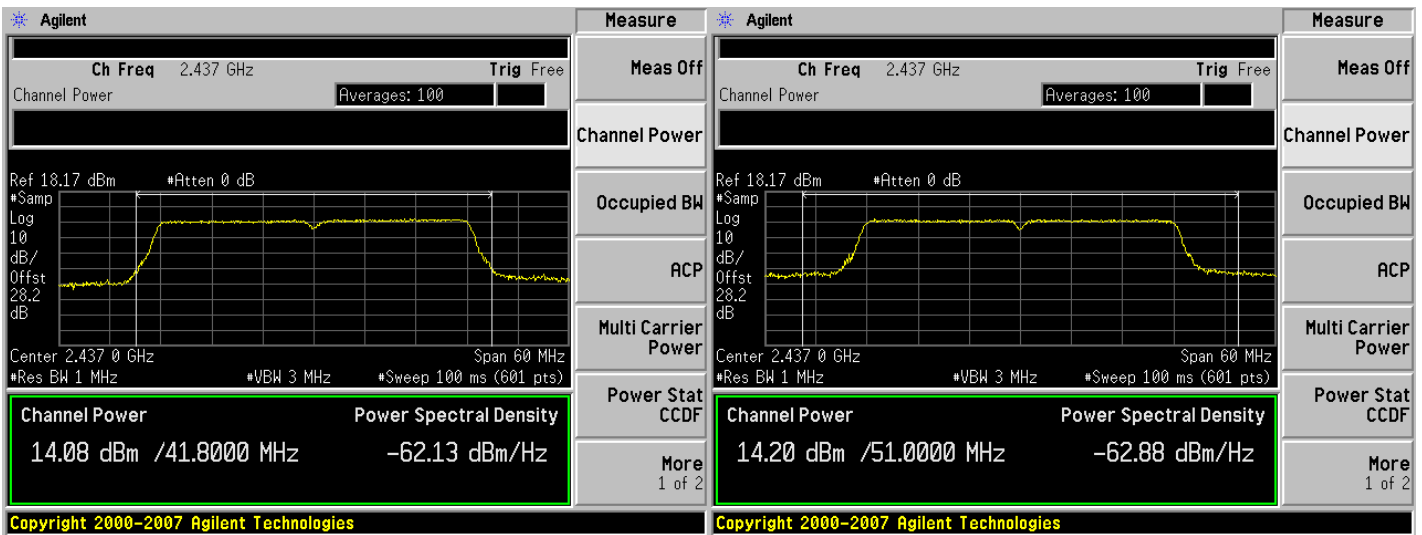 Agilent
Measure
Ch Freq 2.437 GHz Trig Free
Meas Off
Channel Power Averages: 100
Channel Power
Ref 18.17 dBm #Atten 0 dB
#Samp
Log
10
dB/
Offst
28.2
dB
Occupied BW
ACP
Multi Carrier
Power
Center 2.437 0 GHz Span 60 MHz
#Res BW 1 MHz #VBW 3 MHz #Sweep 100 ms (601 pts)
Power Stat
CCDF
Channel Power Power Spectral Density
14.08 dBm /41.8000 MHz -62.13 dBm/Hz
More
1 of 2
Copyright 2000-2007 Agilent Technologies
Agilent
Measure
Ch Freq 2.437 GHz Trig Free
Meas Off
Channel Power Averages: 100
Channel Power
Ref 18.17 dBm #Atten 0 dB
#Samp
Log
10
dB/
Offst
28.2
dB
Occupied BW
ACP
Multi Carrier
Power
Center 2.437 0 GHz Span 60 MHz
#Res BW 1 MHz #VBW 3 MHz #Sweep 100 ms (601 pts)
Power Stat
CCDF
Channel Power Power Spectral Density
14.20 dBm /51.0000 MHz -62.88 dBm/Hz
More
1 of 2
Copyright 2000-2007 Agilent Technologies